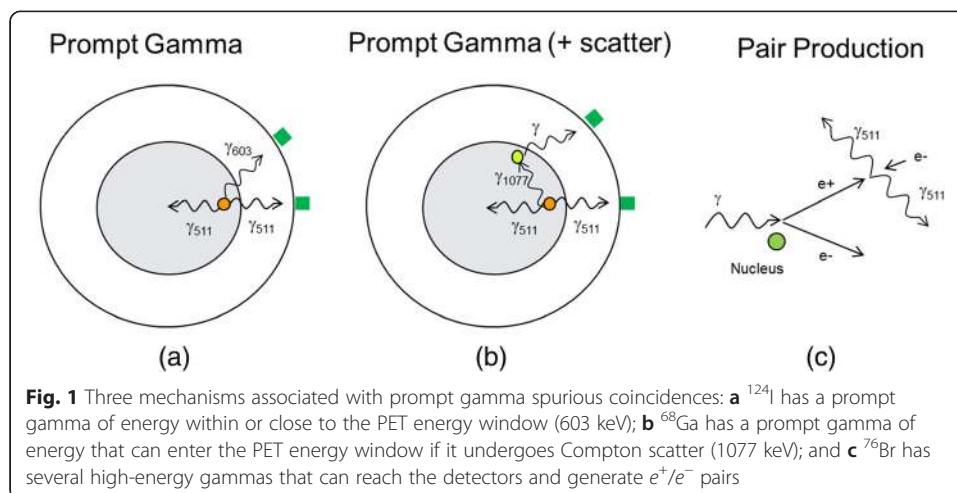 Prompt Gamma
Prompt Gamma (+ scatter)
Pair Production
γ603
γ511
γ511
γ
γ1077
γ511
γ511
γ511
e-
e+
γ511
γ
e-
Nucleus
(a)
(b)
(c)
Fig. 1 Three mechanisms associated with prompt gamma spurious coincidences: a ¹²⁴I has a prompt
gamma of energy within or close to the PET energy window (603 keV); b ⁶⁸Ga has a prompt gamma of
energy that can enter the PET energy window if it undergoes Compton scatter (1077 keV); and c ⁷⁶Br has
several high-energy gammas that can reach the detectors and generate e⁺/e⁻ pairs